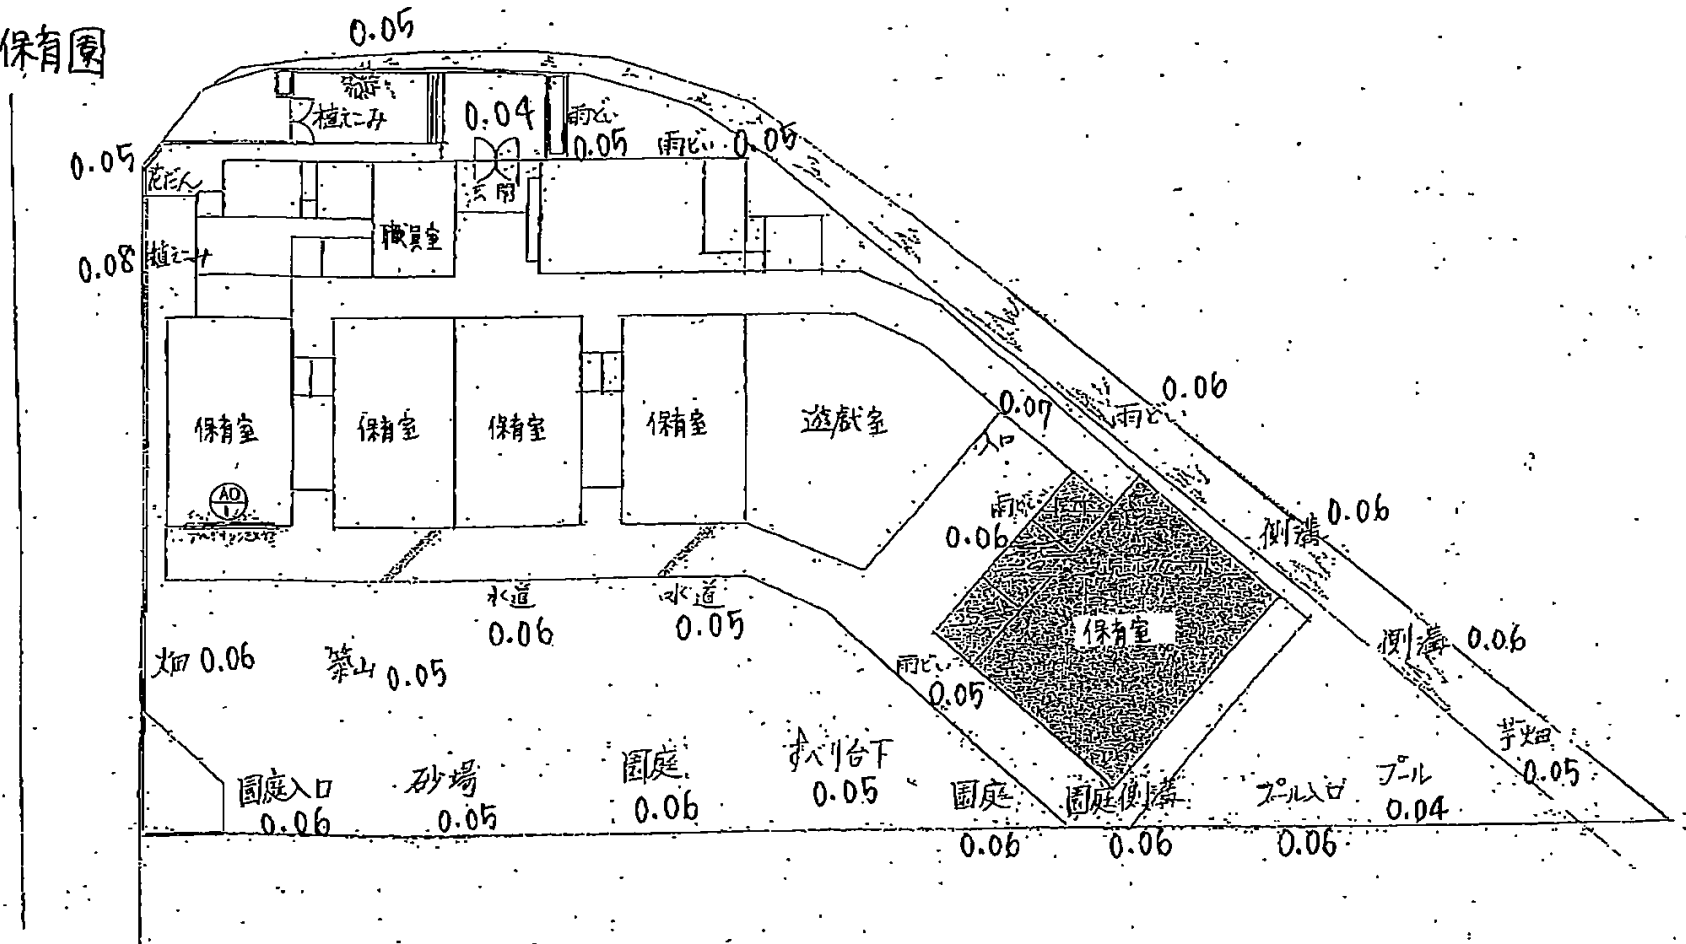 保育園
0.05
植えこみ
0.04
雨どい
0.05
雨どい
0.05
0.05
花だん
玄関
職員室
0.08
植えこみ
保育室
保育室
保育室
保育室
遊戯室
AD
1
0.07
入口
雨ど
0.06
雨どい
0.06
側溝
0.06
保育室
側溝
0.06
水道
0.06
水道
0.05
畑 0.06
築山 0.05
雨どい
0.05
芋畑
0.05
園庭入口
0.06
砂場
0.05
園庭
0.06
すべり台下
0.05
園庭
0.06
園庭側溝
0.06
プール入口
0.06
プール
0.04